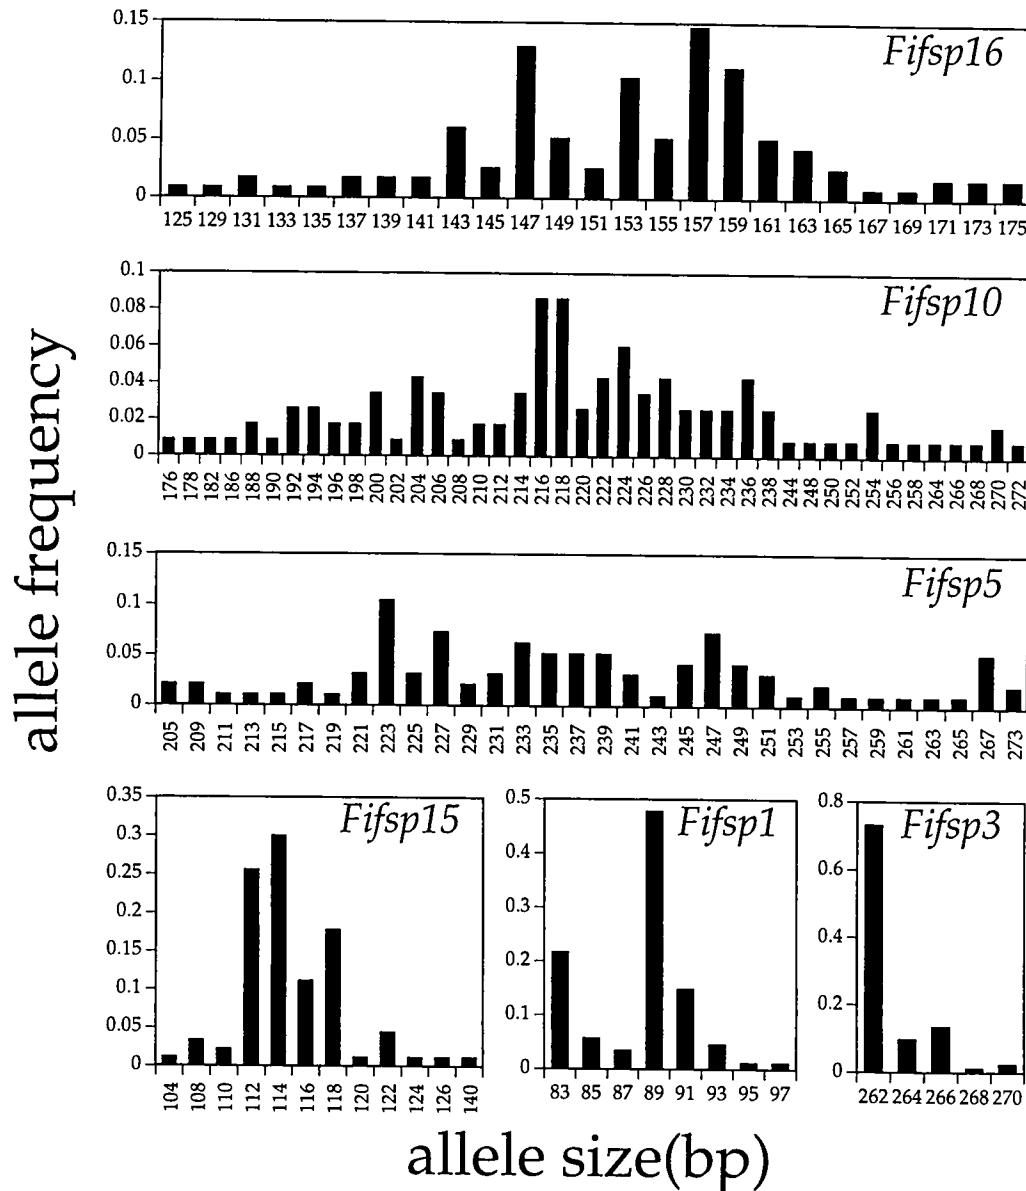 0.15
Fifsp16
0.1
0.05
0
125 129 131 133 135 137 139 141 143 145 147 149 151 153 155 157 159 161 163 165 167 169 171 173 175
0.1
Fifsp10
0.08
0.06
0.04
0.02
0
176 178 182 186 188 190 192 194 196 198 200 202 204 206 208 210 212 214 216 218 220 222 224 226 228 230 232 234 236 238 244 248 250 252 254 256 258 264 266 268 270 272
allele frequency
0.15
Fifsp5
0.1
0.05
0
205 209 211 213 215 217 219 221 223 225 227 229 231 233 235 237 239 241 243 245 247 249 251 253 255 257 259 261 263 265 267 273
0.35
Fifsp15
0.3
0.25
0.2
0.15
0.1
0.05
0
104 108 110 112 114 116 118 120 122 124 126 140
0.5
Fifsp1
0.4
0.3
0.2
0.1
0
83 85 87 89 91 93 95 97
0.8
Fifsp3
0.6
0.4
0.2
0
262 264 266 268 270
allele size(bp)